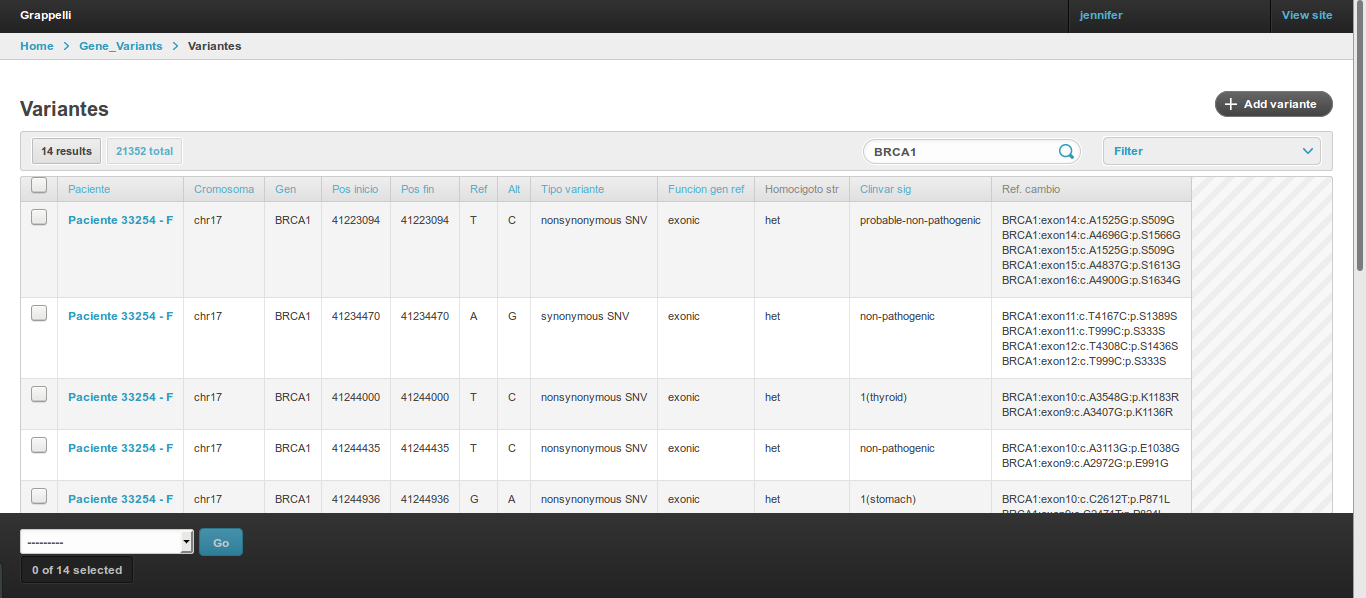 Grappelli jennifer View site
Home > Gene_Variants > Variantes
Variantes
+ Add variante
14 results 21352 total BRCA1 Filter
Paciente Cromosoma Gen Pos inicio Pos fin Ref Alt Tipo variante Funcion gen ref Homocigoto str Clinvar sig Ref. cambio
Paciente 33254 - F chr17 BRCA1 41223094 41223094 T C nonsynonymous SNV exonic het probable-non-pathogenic BRCA1:exon14:c.A1525G:p.S509G
BRCA1:exon14:c.A4696G:p.S1566G
BRCA1:exon15:c.A1525G:p.S509G
BRCA1:exon15:c.A4837G:p.S1613G
BRCA1:exon16:c.A4900G:p.S1634G
Paciente 33254 - F chr17 BRCA1 41234470 41234470 A G synonymous SNV exonic het non-pathogenic BRCA1:exon11:c.T4167C:p.S1389S
BRCA1:exon11:c.T999C:p.S333S
BRCA1:exon12:c.T4308C:p.S1436S
BRCA1:exon12:c.T999C:p.S333S
Paciente 33254 - F chr17 BRCA1 41244000 41244000 T C nonsynonymous SNV exonic het 1(thyroid) BRCA1:exon10:c.A3548G:p.K1183R
BRCA1:exon9:c.A3407G:p.K1136R
Paciente 33254 - F chr17 BRCA1 41244435 41244435 T C nonsynonymous SNV exonic het non-pathogenic BRCA1:exon10:c.A3113G:p.E1038G
BRCA1:exon9:c.A2972G:p.E991G
Paciente 33254 - F chr17 BRCA1 41244936 41244936 G A nonsynonymous SNV exonic het 1(stomach) BRCA1:exon10:c.C2612T:p.P871L
--------- Go
0 of 14 selected